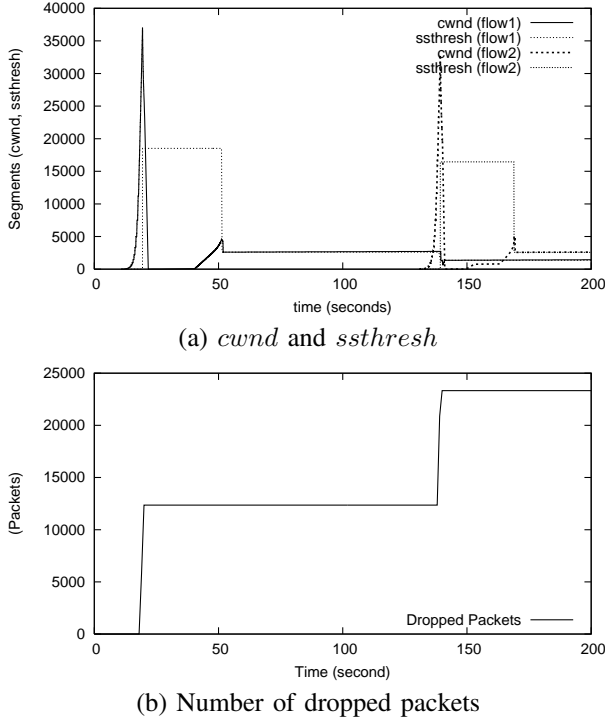 Segments (cwnd, ssthresh)
40000
35000
30000
25000
20000
15000
10000
5000
0
cwnd (flow1)
ssthresh (flow1)
cwnd (flow2)
ssthresh (flow2)
0 50 100 150 200
time (seconds)
(a) cwnd and ssthresh
(Packets)
25000
20000
15000
10000
5000
0
Dropped Packets
0 50 100 150 200
Time (second)
(b) Number of dropped packets